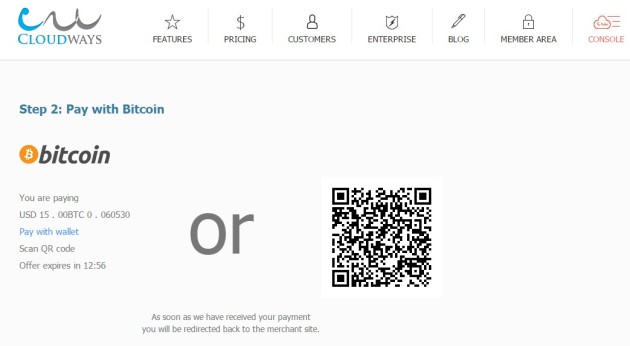 CLOUDWAYS
FEATURES
PRICING
CUSTOMERS
ENTERPRISE
BLOG
MEMBER AREA
CONSOLE
Step 2: Pay with Bitcoin
bitcoin
You are paying
USD 15 . 00BTC 0 . 060530
Pay with wallet
Scan QR code
Offer expires in 12:56
or
As soon as we have received your payment
you will be redirected back to the merchant site.